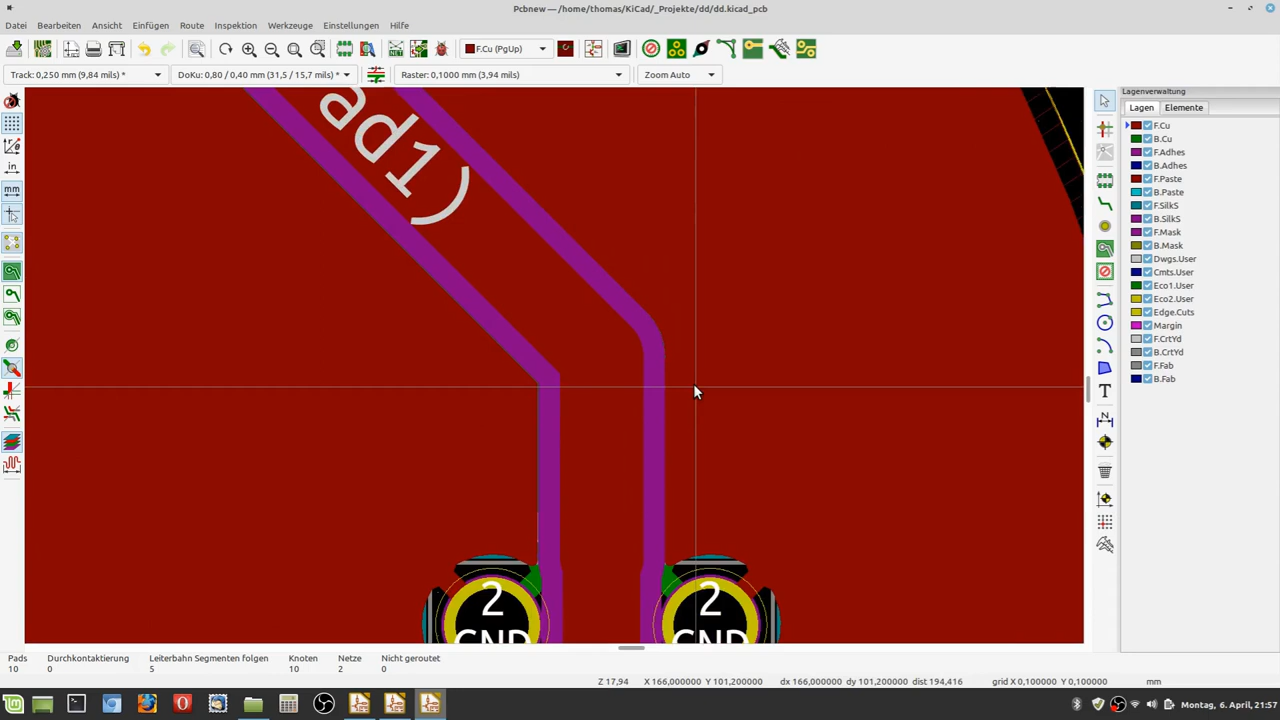 Pcbnew — /home/thomas/KiCad/_Projekte/dd/dd.kicad_pcb
Datei Bearbeiten Ansicht Einfügen Route Inspektion Werkzeuge Einstellungen Hilfe
F.Cu (PgUp)
Track: 0,250 mm (9,84 mils) * DoKu: 0,80 / 0,40 mm (31,5 / 15,7 mils) * Raster: 0,1000 mm (3,94 mils) Zoom Auto
Lagenverwaltung
Lagen Elemente
F.Cu
B.Cu
F.Adhes
B.Adhes
F.Paste
B.Paste
F.SilkS
B.SilkS
F.Mask
B.Mask
Dwgs.User
Cmts.User
Eco1.User
Eco2.User
Edge.Cuts
Margin
F.CrtYd
B.CrtYd
F.Fab
B.Fab
in
mm
NET
T
N
ad1)
2 2
GND GND
Pads Durchkontaktierung Leiterbahn Segmenten folgen Knoten Netze Nicht geroutet
10 0 5 10 2 0
Z 17,94 X 166,000000 Y 101,200000 dx 166,000000 dy 101,200000 dist 194,416 grid X 0,100000 Y 0,100000 mm
Montag, 6. April, 21:57